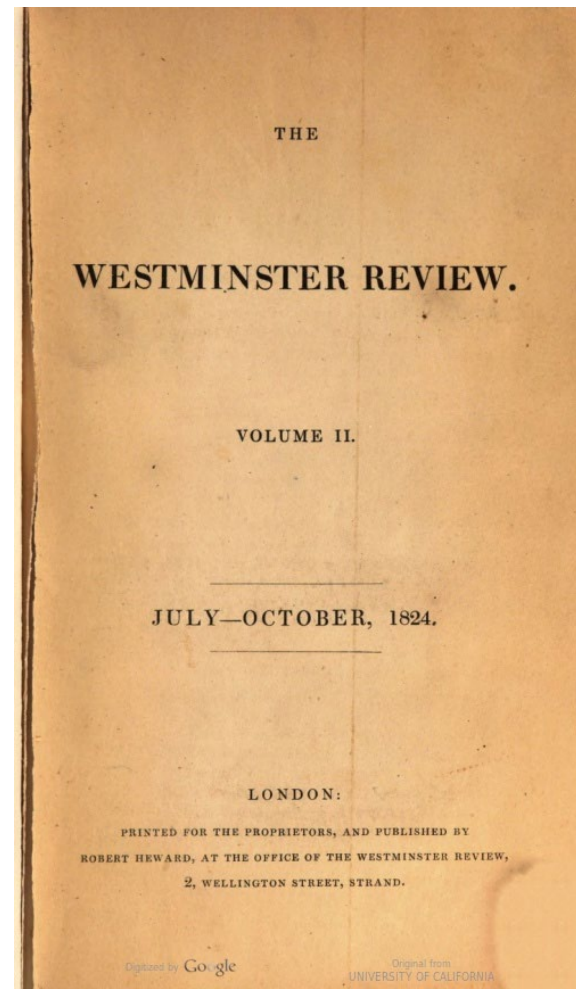 THE
WESTMINSTER REVIEW.
VOLUME II.
JULY—OCTOBER, 1824.
LONDON:
PRINTED FOR THE PROPRIETORS, AND PUBLISHED BY
ROBERT HEWARD, AT THE OFFICE OF THE WESTMINSTER REVIEW,
2, WELLINGTON STREET, STRAND.
Digitized by Google
Original from
UNIVERSITY OF CALIFORNIA